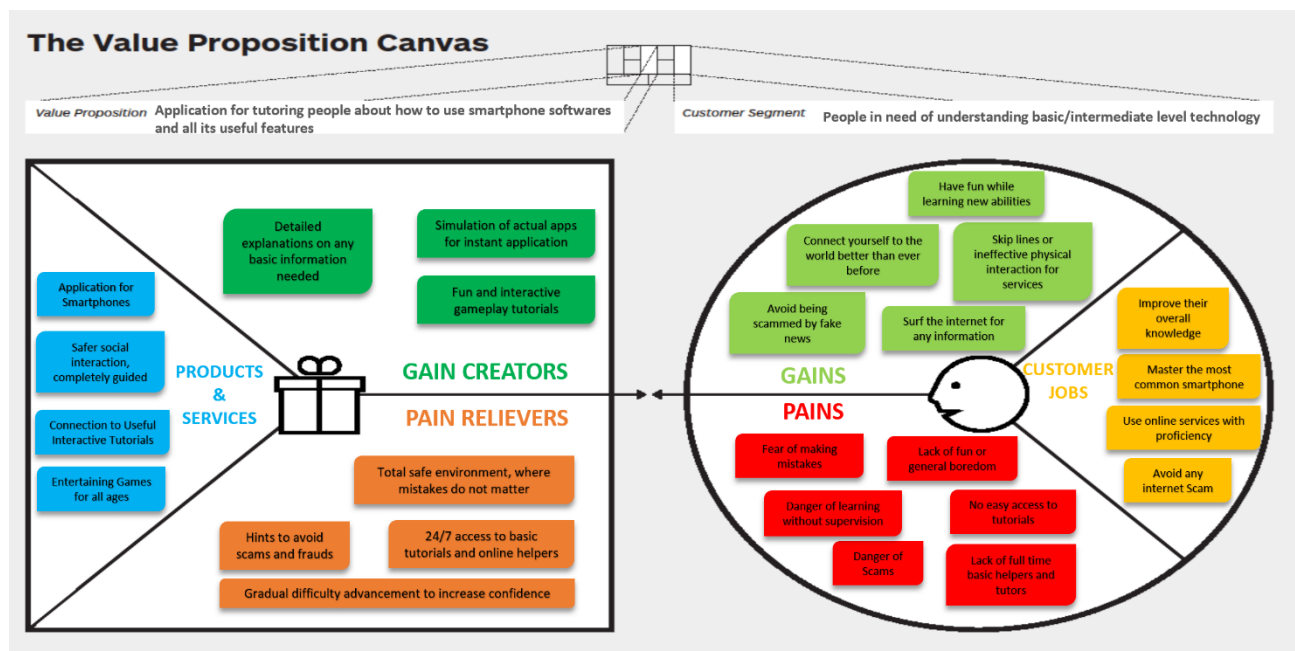 The Value Proposition Canvas
Value Proposition
Application for tutoring people about how to use smartphone softwares
and all its useful features
Customer Segment
People in need of understanding basic/intermediate level technology
Detailed
explanations on any
basic information
needed
Simulation of actual apps
for instant application
Fun and interactive
gameplay tutorials
Application for
Smartphones
Safer social
interaction,
completely guided
Connection to Useful
Interactive Tutorials
Entertaining Games
for all ages
PRODUCTS
&
SERVICES
GAIN CREATORS
PAIN RELIEVERS
Total safe environment, where
mistakes do not matter
Hints to avoid
scams and frauds
24/7 access to basic
tutorials and online helpers
Gradual difficulty advancement to increase confidence
Have fun while
learning new abilities
Connect yourself to the
world better than ever
before
Skip lines or
ineffective physical
interaction for
services
Avoid being
scammed by fake
news
Surf the internet for
any information
GAINS
PAINS
CUSTOMER
JOBS
Improve their
overall
knowledge
Master the most
common smartphone
Use online services with
proficiency
Avoid any
internet Scam
Fear of making
mistakes
Lack of fun or
general boredom
Danger of learning
without supervision
No easy access to
tutorials
Danger of
Scams
Lack of full time
basic helpers and
tutors